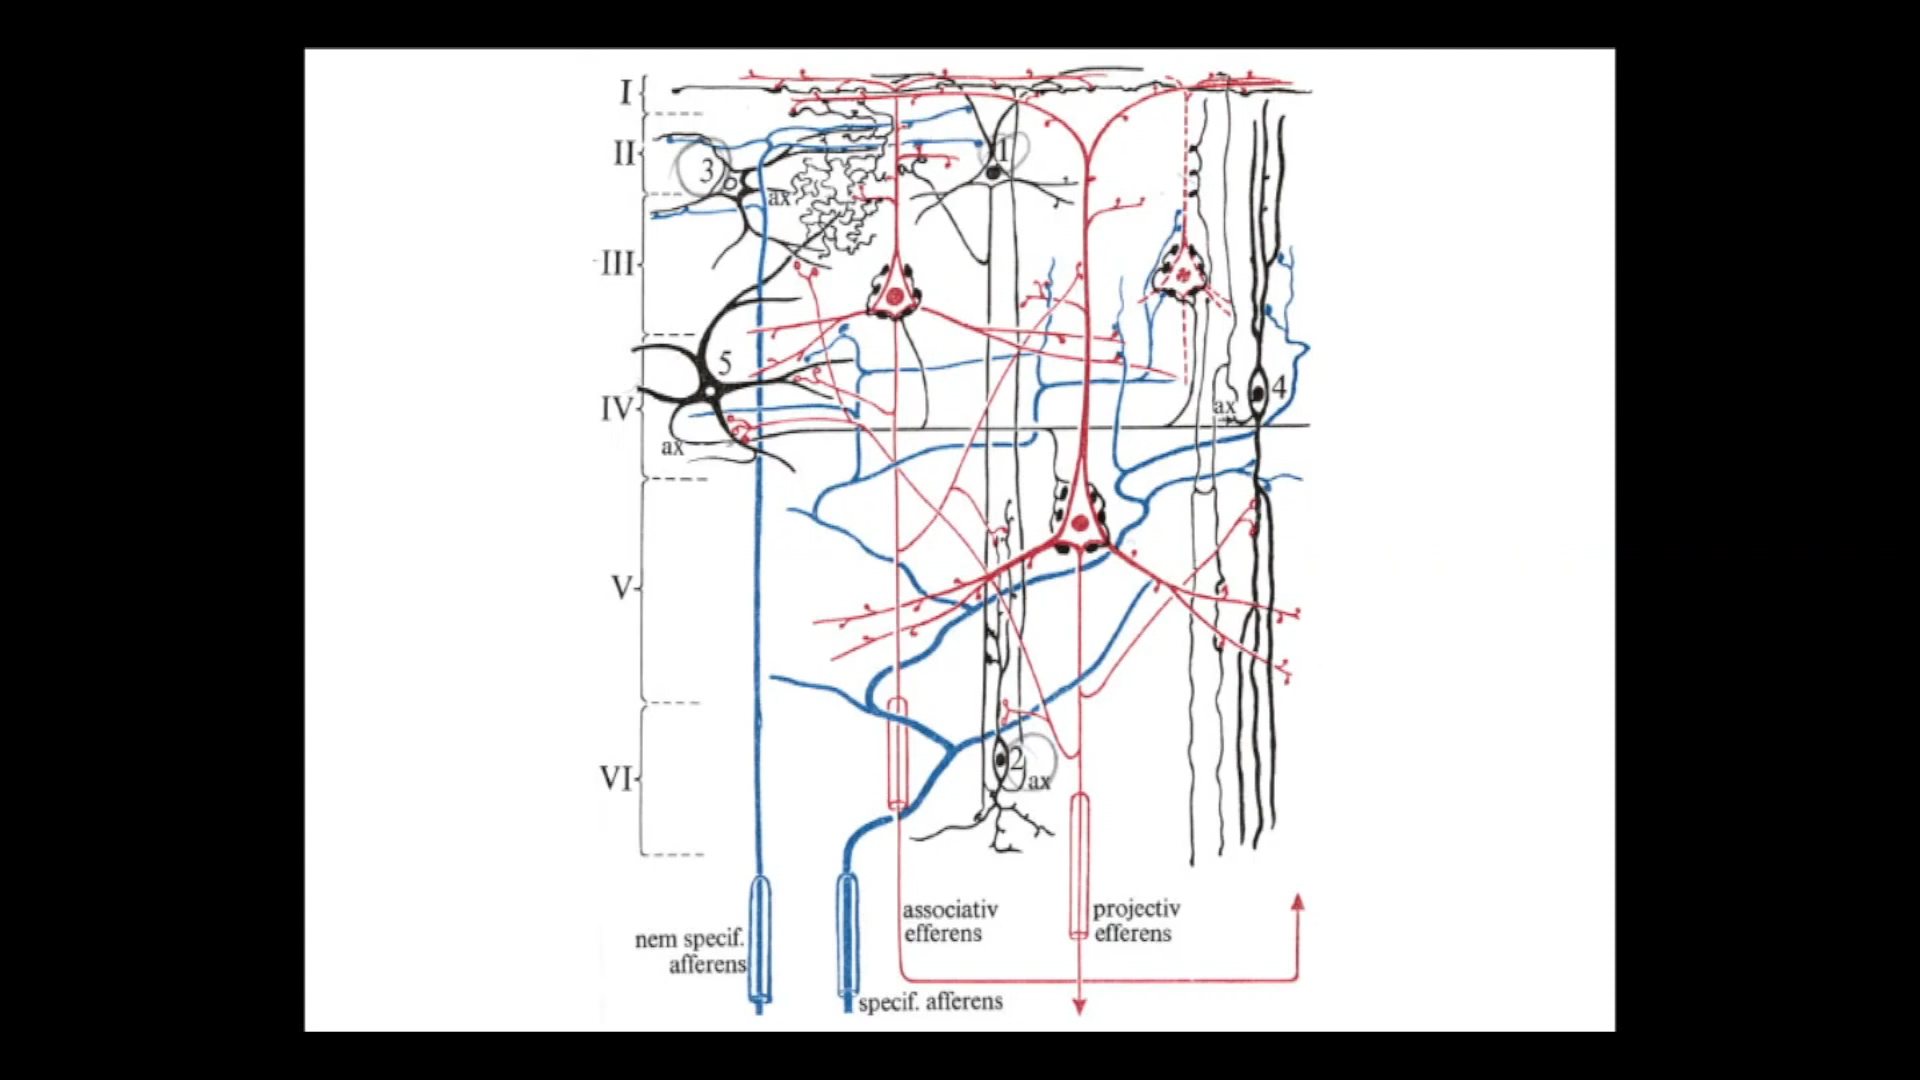 I
II
III
IV
V
VI
1
3
ax
5
4
ax
ax
2
ax
associativ
efferens
projectiv
efferens
nem specif.
afferens
specif. afferens